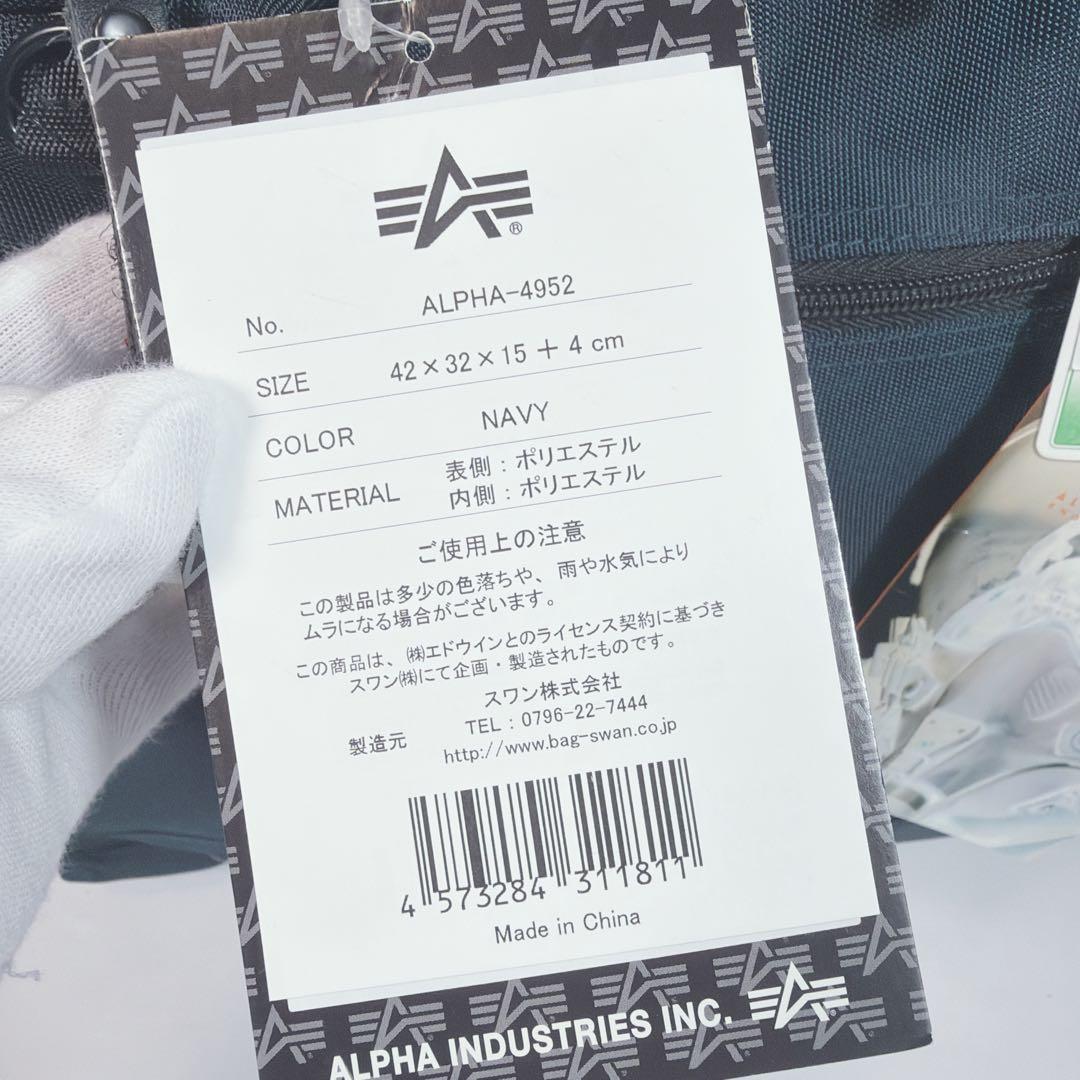 ®
No. ALPHA-4952
SIZE 42×32×15+4 cm
COLOR NAVY
MATERIAL 表側：ポリエステル
内側：ポリエステル
ご使用上の注意
この製品は多少の色落ちや、雨や水気により
ムラになる場合がございます。
この商品は、㈱エドウインとのライセンス契約に基づき
スワン㈱にて企画・製造されたものです。
スワン株式会社
製造元 TEL：0796-22-7444
http://www.bag-swan.co.jp
4 573284 311811
Made in China
ALPHA INDUSTRIES INC.